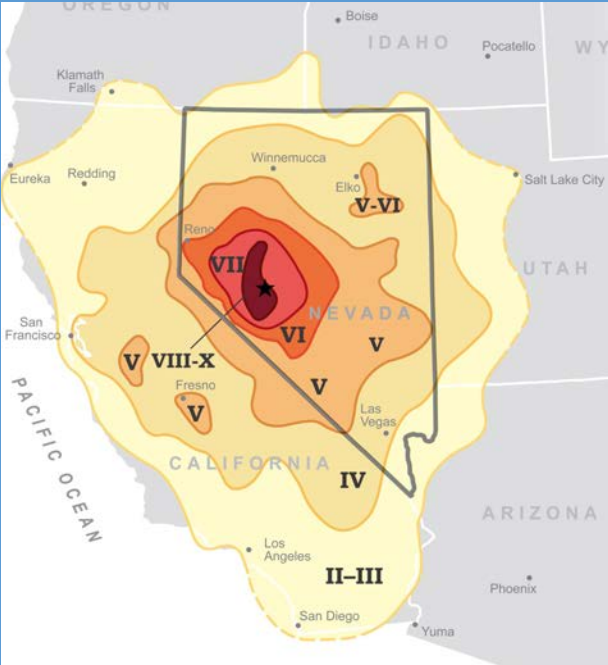 OREGON
Boise
IDAHO
Pocatello
WY
Klamath
Falls
Winnemucca
Eureka
Redding
Elko
Salt Lake City
V-VI
Reno
UTAH
VII
NEVADA
San
Francisco
VI
V
V
VIII-X
Fresno
V
V
Las
Vegas
PACIFIC OCEAN
CALIFORNIA
IV
ARIZONA
Los
Angeles
II–III
Phoenix
San Diego
Yuma